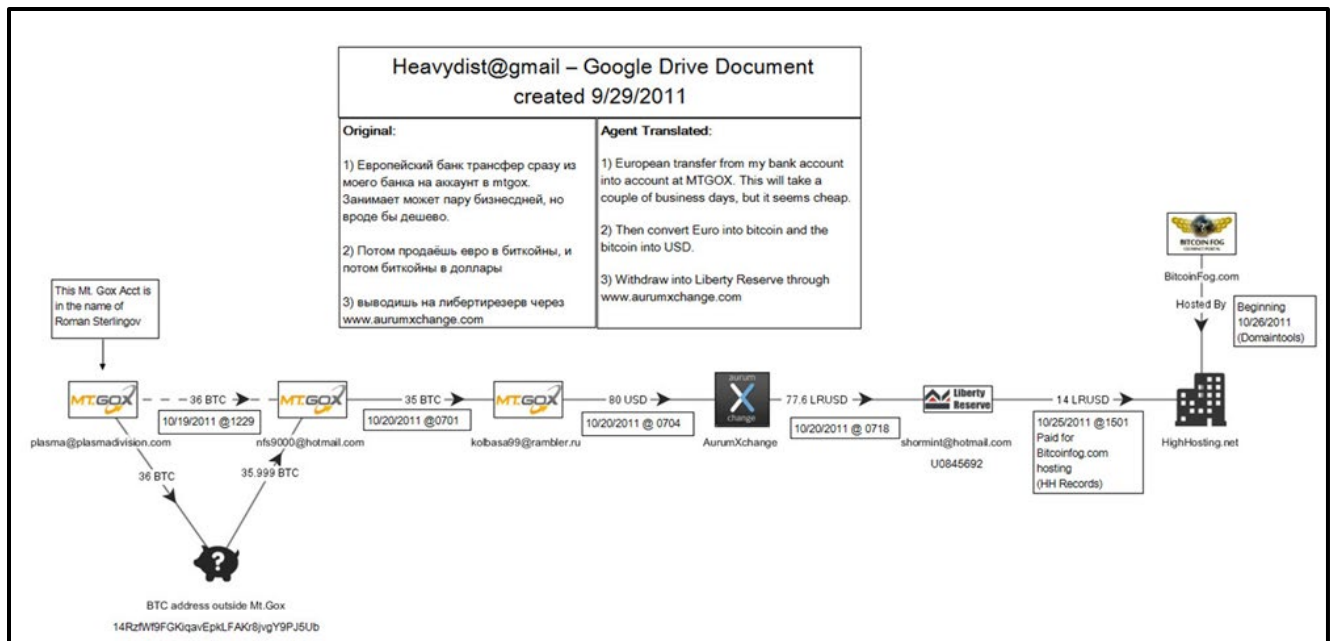 Heavydist@gmail – Google Drive Document
created 9/29/2011
Original:
1) Европейский банк трансфер сразу из
моего банка на аккаунт в mtgox.
Занимает может пару бизнесдней, но
вроде бы дешево.
2) Потом продаёшь евро в биткойны, и
потом биткойны в доллары
3) выводишь на либертирезерв через
www.aurumxchange.com
Agent Translated:
1) European transfer from my bank account
into account at MTGOX. This will take a
couple of business days, but it seems cheap.
2) Then convert Euro into bitcoin and the
bitcoin into USD.
3) Withdraw into Liberty Reserve through
www.aurumxchange.com
This Mt. Gox Acct is
in the name of
Roman Sterlingov
BITCOIN FOG
BitcoinFog.com
Hosted By
Beginning
10/26/2011
(Domaintools)
MT.GOX
36 BTC
10/19/2011 @1229
MT.GOX
35 BTC
10/20/2011 @0701
MT.GOX
80 USD
10/20/2011 @ 0704
aurum
X
change
77.6 LRUSD
10/20/2011 @ 0718
Liberty
Reserve
14 LRUSD
10/25/2011 @1501
Paid for
Bitcoinfog.com
hosting
(HH Records)
plasma@plasmadivision.com
nfs9000@hotmail.com
kolbasa99@rambler.ru
AurumXchange
shormint@hotmail.com
U0845692
HighHosting.net
36 BTC
35.999 BTC
?
BTC address outside Mt.Gox
14RzfWf9FGKiqavEpkLFAKr8jvgY9PJ5Ub